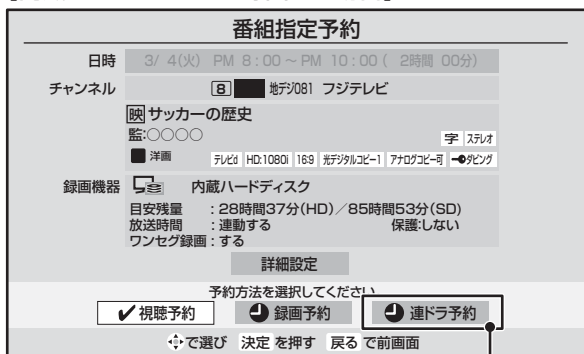 番組指定予約
日時 3/ 4(火) PM 8:00 ~ PM 10:00 ( 2時間 00分)
チャンネル 8 地デジ081 フジテレビ
映 サッカーの歴史
監:○○○○
字 ステレオ
洋画 テレビd HD:1080i 16:9 光デジタルコピー1 アナログコピー可 ダビング
録画機器 内蔵ハードディスク
目安残量 : 28時間37分(HD)/85時間53分(SD)
放送時間 : 連動する 保護:しない
ワンセグ録画 : する
詳細設定
予約方法を選択してください
✔視聴予約 録画予約 連ドラ予約
で選び 決定 を押す 戻る で前画面